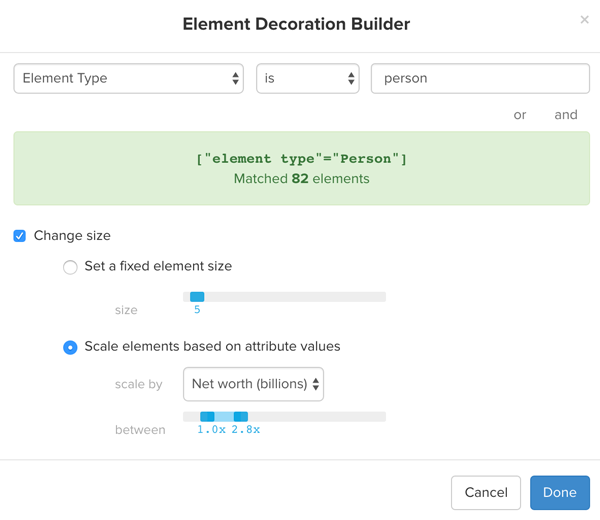 Element Decoration Builder
×
Element Type is person
or and
["element type"="Person"]
Matched 82 elements
Change size
Set a fixed element size
size
5
Scale elements based on attribute values
scale by Net worth (billions)
between
1.0x 2.8x
Cancel Done